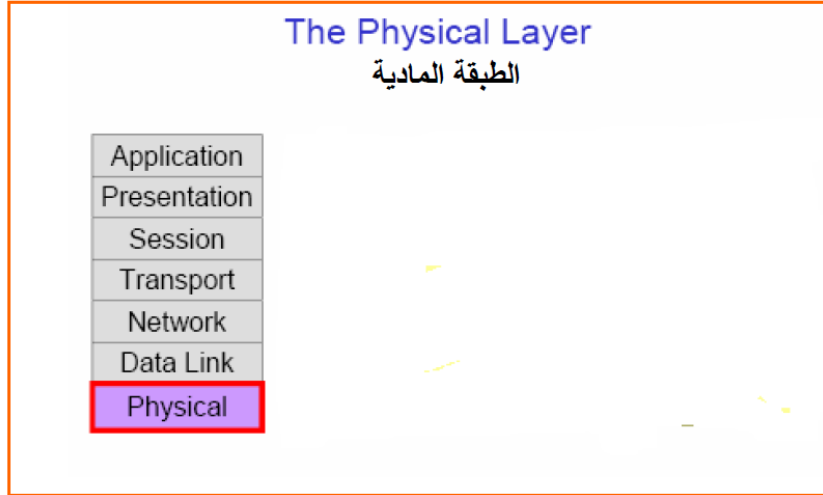 The Physical Layer
الطبقة المادية
Application
Presentation
Session
Transport
Network
Data Link
Physical